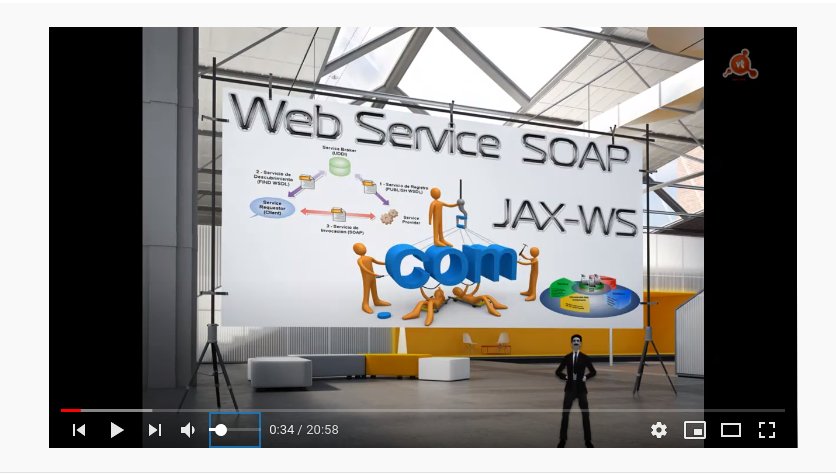 vt
Web Service SOAP
JAX-WS
Service Broker
(UDDI)
2 - Servicio de
Descubrimiento
(FIND WSDL)
1 - Servicio de Registro
(PUBLISH WSDL)
Service
Requestor
(Client)
Service
Provider
3 - Servicio de
Invocación (SOAP)
com
0:34 / 20:58